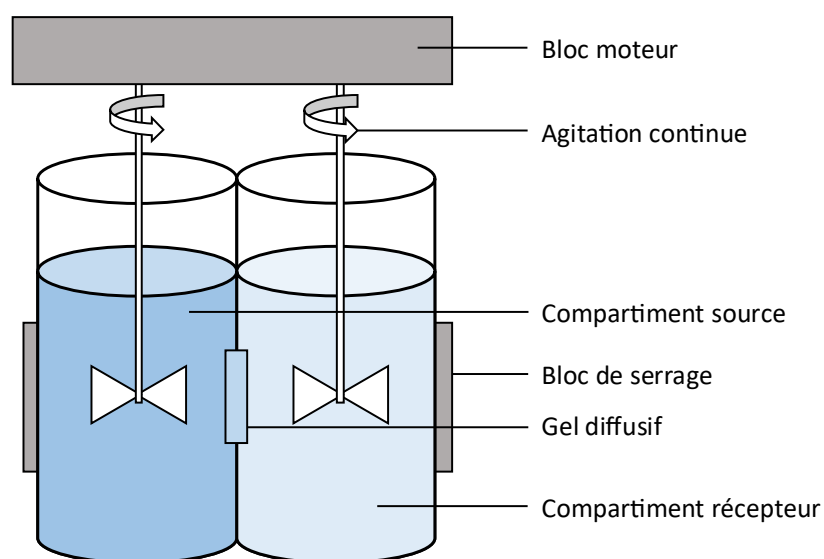 Bloc moteur
Agitation continue
Compartiment source
Bloc de serrage
Gel diffusif
Compartiment récepteur